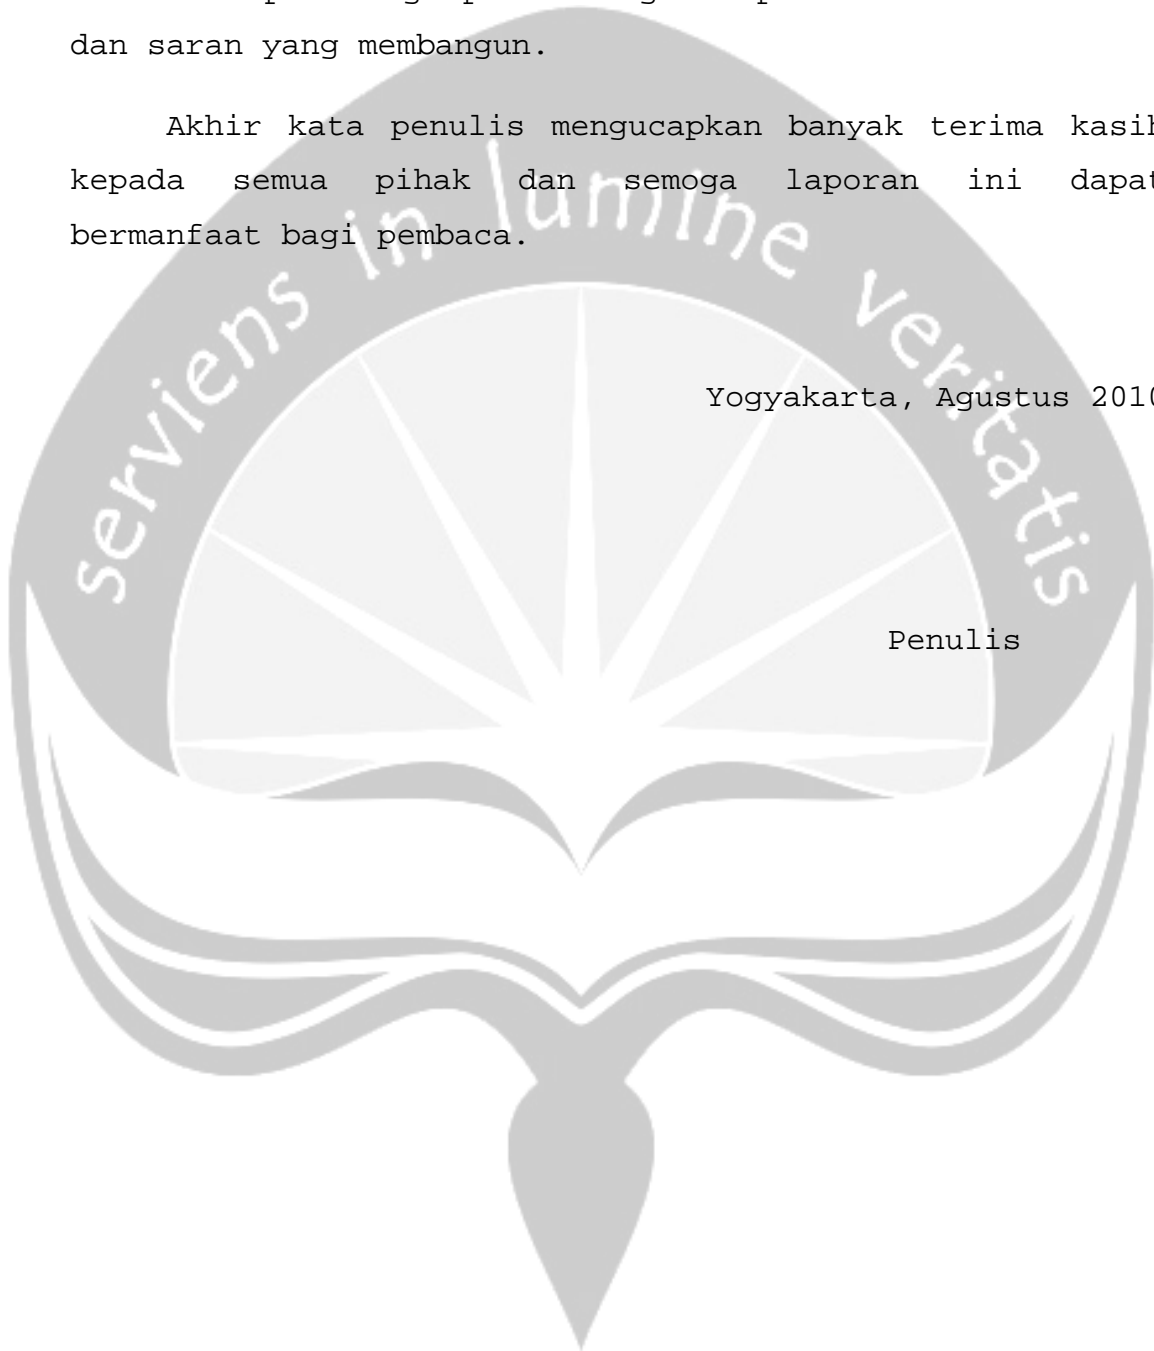 dan saran yang membangun.
Akhir kata penulis mengucapkan banyak terima kasih
kepada semua pihak dan semoga laporan ini dapat
bermanfaat bagi pembaca.
serviens in lumine veritatis
Yogyakarta, Agustus 2010
Penulis